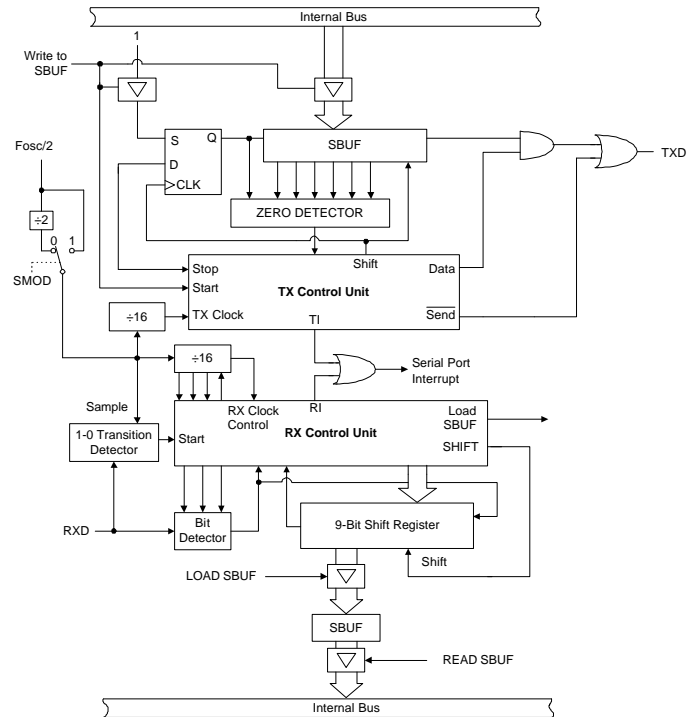 Internal Bus
1
Write to
SBUF
S
Q
D
CLK
SBUF
TXD
Fosc/2
÷2
0 1
SMOD
ZERO DETECTOR
Shift
Stop
Start
TX Clock
TX Control Unit
Data
Send
TI
÷16
÷16
Serial Port
Interrupt
Sample
1-0 Transition
Detector
RX Clock
Control
RI
Load
SBUF
Start
RX Control Unit
SHIFT
RXD
Bit
Detector
9-Bit Shift Register
Shift
LOAD SBUF
SBUF
READ SBUF
Internal Bus